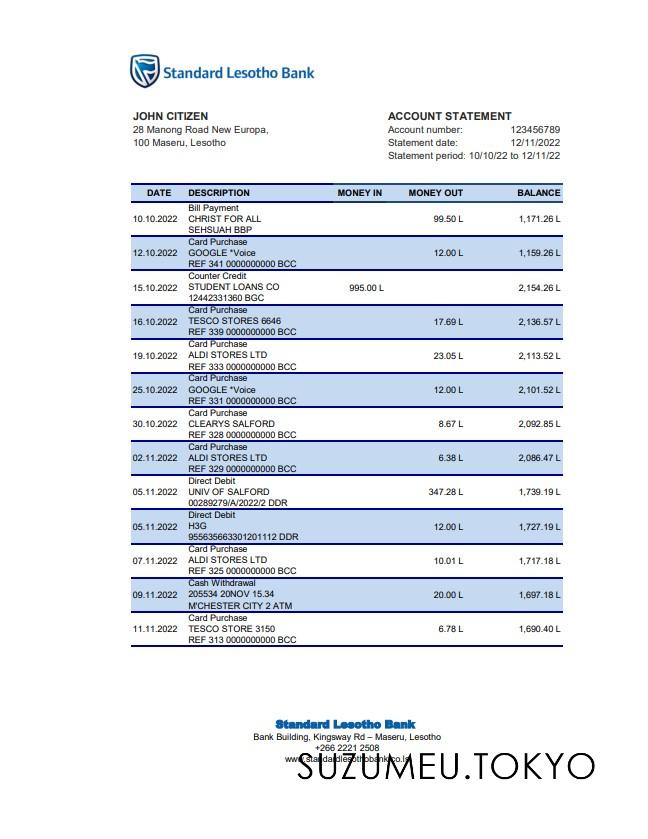 Standard Lesotho Bank
JOHN CITIZEN
28 Manong Road New Europa,
100 Maseru, Lesotho
ACCOUNT STATEMENT
Account number: 123456789
Statement date: 12/11/2022
Statement period: 10/10/22 to 12/11/22
DATE DESCRIPTION MONEY IN MONEY OUT BALANCE
Bill Payment
10.10.2022 CHRIST FOR ALL 99.50 L 1,171.26 L
SEHSUAH BBP
Card Purchase
12.10.2022 GOOGLE *Voice 12.00 L 1,159.26 L
REF 341 0000000000 BCC
Counter Credit
15.10.2022 STUDENT LOANS CO 995.00 L 2,154.26 L
12442331360 BGC
Card Purchase
16.10.2022 TESCO STORES 6646 17.69 L 2,136.57 L
REF 339 0000000000 BCC
Card Purchase
19.10.2022 ALDI STORES LTD 23.05 L 2,113.52 L
REF 333 0000000000 BCC
Card Purchase
25.10.2022 GOOGLE *Voice 12.00 L 2,101.52 L
REF 331 0000000000 BCC
Card Purchase
30.10.2022 CLEARYS SALFORD 8.67 L 2,092.85 L
REF 328 0000000000 BCC
Card Purchase
02.11.2022 ALDI STORES LTD 6.38 L 2,086.47 L
REF 329 0000000000 BCC
Direct Debit
05.11.2022 UNIV OF SALFORD 347.28 L 1,739.19 L
00289279/A/2022/2 DDR
Direct Debit
05.11.2022 H3G 12.00 L 1,727.19 L
955635663301201112 DDR
Card Purchase
07.11.2022 ALDI STORES LTD 10.01 L 1,717.18 L
REF 325 0000000000 BCC
Cash Withdrawal
09.11.2022 205534 20NOV 15.34 20.00 L 1,697.18 L
M'CHESTER CITY 2 ATM
Card Purchase
11.11.2022 TESCO STORE 3150 6.78 L 1,690.40 L
REF 313 0000000000 BCC
Standard Lesotho Bank
Bank Building, Kingsway Rd – Maseru, Lesotho
+266 2221 2508
www.standardlesothobank.co.ls
SUZUMEU.TOKYO